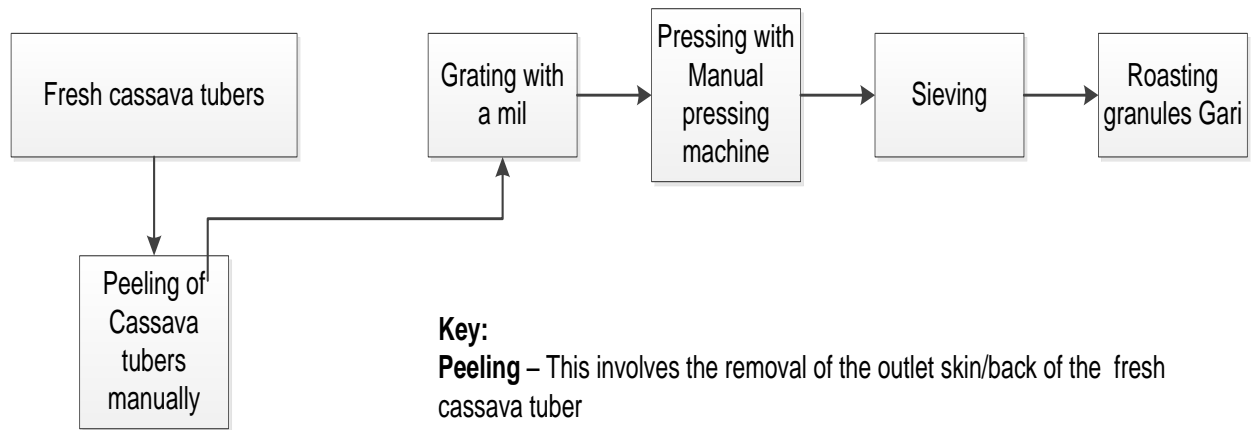 Fresh cassava tubers
Peeling of
Cassava
tubers
manually
Grating with
a mil
Pressing with
Manual
pressing
machine
Sieving
Roasting
granules Gari
Key:
Peeling – This involves the removal of the outlet skin/back of the fresh
cassava tuber